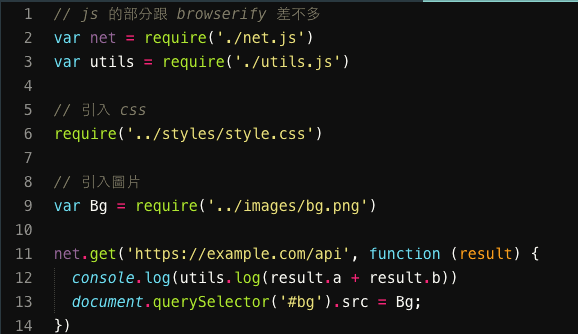 1 // js 的部分跟 browserify 差不多
2 var net = require('./net.js')
3 var utils = require('./utils.js')
4
5 // 引入 css
6 require('../styles/style.css')
7
8 // 引入圖片
9 var Bg = require('../images/bg.png')
10
11 net.get('https://example.com/api', function (result) {
12   console.log(utils.log(result.a + result.b))
13   document.querySelector('#bg').src = Bg;
14 })